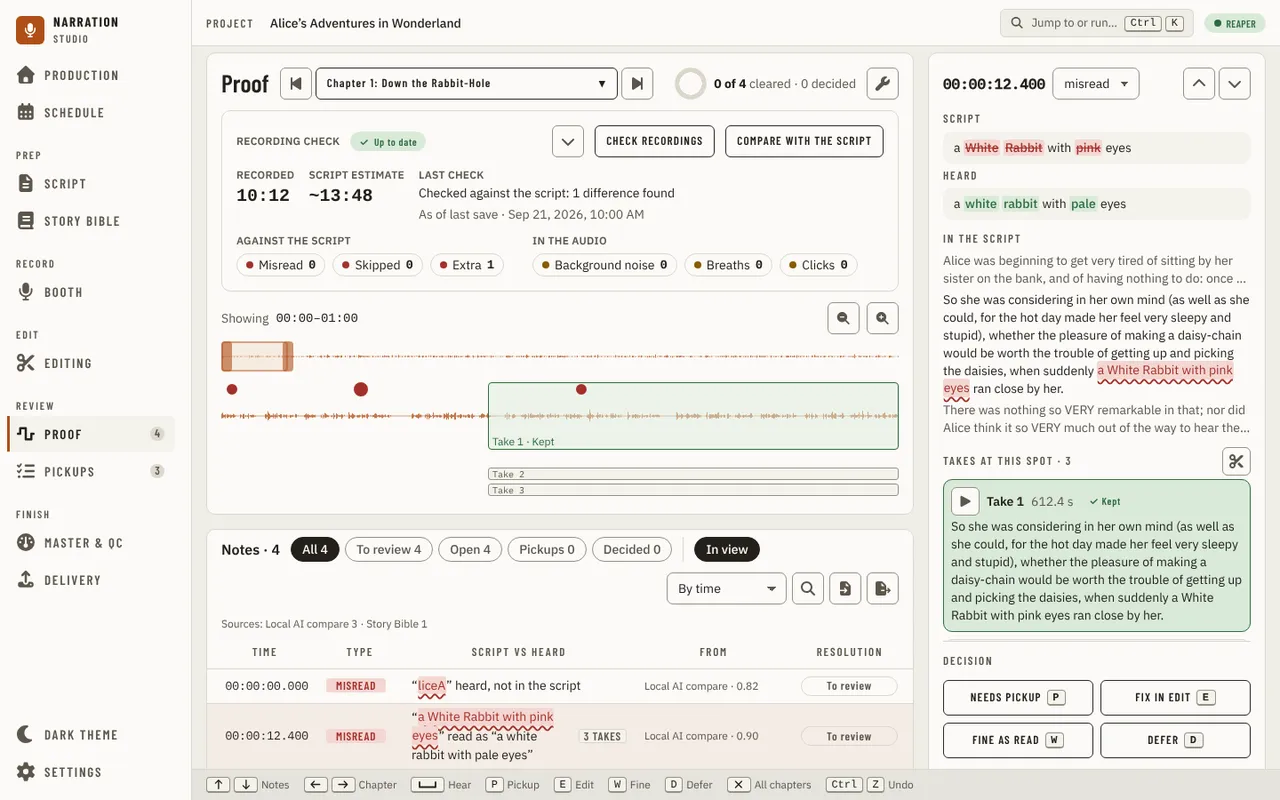 NARRATION
STUDIO
PRODUCTION
SCHEDULE
PREP
SCRIPT
STORY BIBLE
RECORD
BOOTH
EDIT
EDITING
REVIEW
PROOF 4
PICKUPS 3
FINISH
MASTER & QC
DELIVERY
DARK THEME
SETTINGS
PROJECT Alice's Adventures in Wonderland
Jump to or run... Ctrl K
REAPER
Proof
Chapter 1: Down the Rabbit-Hole
0 of 4 cleared · 0 decided
RECORDING CHECK Up to date
CHECK RECORDINGS
COMPARE WITH THE SCRIPT
RECORDED SCRIPT ESTIMATE LAST CHECK
10:12 ~13:48 Checked against the script: 1 difference found
As of last save · Sep 21, 2026, 10:00 AM
AGAINST THE SCRIPT IN THE AUDIO
Misread 0 Skipped 0 Extra 1 Background noise 0 Breaths 0 Clicks 0
Showing 00:00–01:00
Take 1 · Kept
Take 2
Take 3
Notes · 4 All 4 To review 4 Open 4 Pickups 0 Decided 0 In view
By time
Sources: Local AI compare 3 · Story Bible 1
TIME TYPE SCRIPT VS HEARD FROM RESOLUTION
00:00:00.000 MISREAD “liceA” heard, not in the script Local AI compare · 0.82 To review
“a White Rabbit with pink
00:00:12.400 MISREAD eyes” read as “a white 3 TAKES Local AI compare · 0.90 To review
rabbit with pale eyes”
00:00:12.400 misread
SCRIPT
a White Rabbit with pink eyes
HEARD
a white rabbit with pale eyes
IN THE SCRIPT
Alice was beginning to get very tired of sitting by her
sister on the bank, and of having nothing to do: once ...
So she was considering in her own mind (as well as she
could, for the hot day made her feel very sleepy and
stupid), whether the pleasure of making a daisy-chain
would be worth the trouble of getting up and picking
the daisies, when suddenly a White Rabbit with pink
eyes ran close by her.
There was nothing so VERY remarkable in that; nor did
Alice think it so VERY much out of the way to hear the...
TAKES AT THIS SPOT · 3
Take 1 612.4 s Kept
So she was considering in her own mind (as well as
she could, for the hot day made her feel very sleepy
and stupid), whether the pleasure of making a
daisy-chain would be worth the trouble of getting up
and picking the daisies, when suddenly a White
Rabbit with pink eyes ran close by her.
DECISION
NEEDS PICKUP P
FIX IN EDIT E
FINE AS READ W
DEFER D
Notes Chapter Hear P Pickup E Edit W Fine D Defer All chapters Ctrl Z Undo